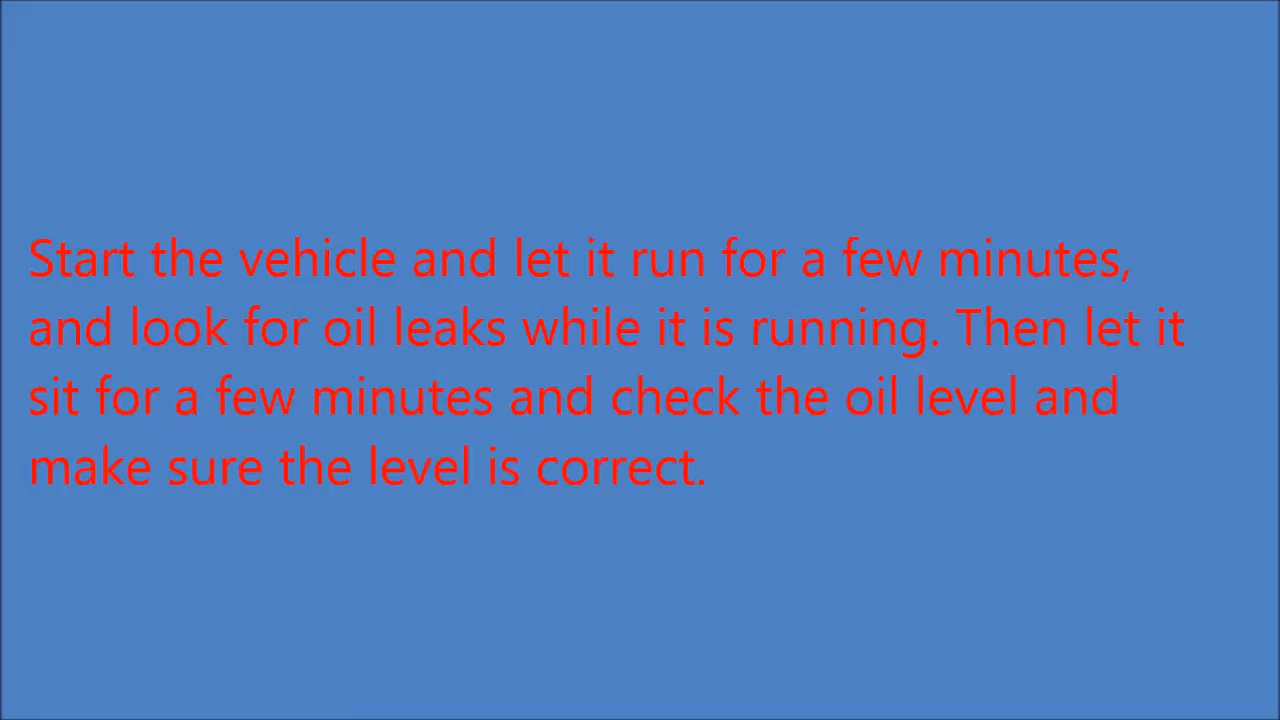 Start the vehicle and let it run for a few minutes,
and look for oil leaks while it is running. Then let it
sit for a few minutes and check the oil level and
make sure the level is correct.